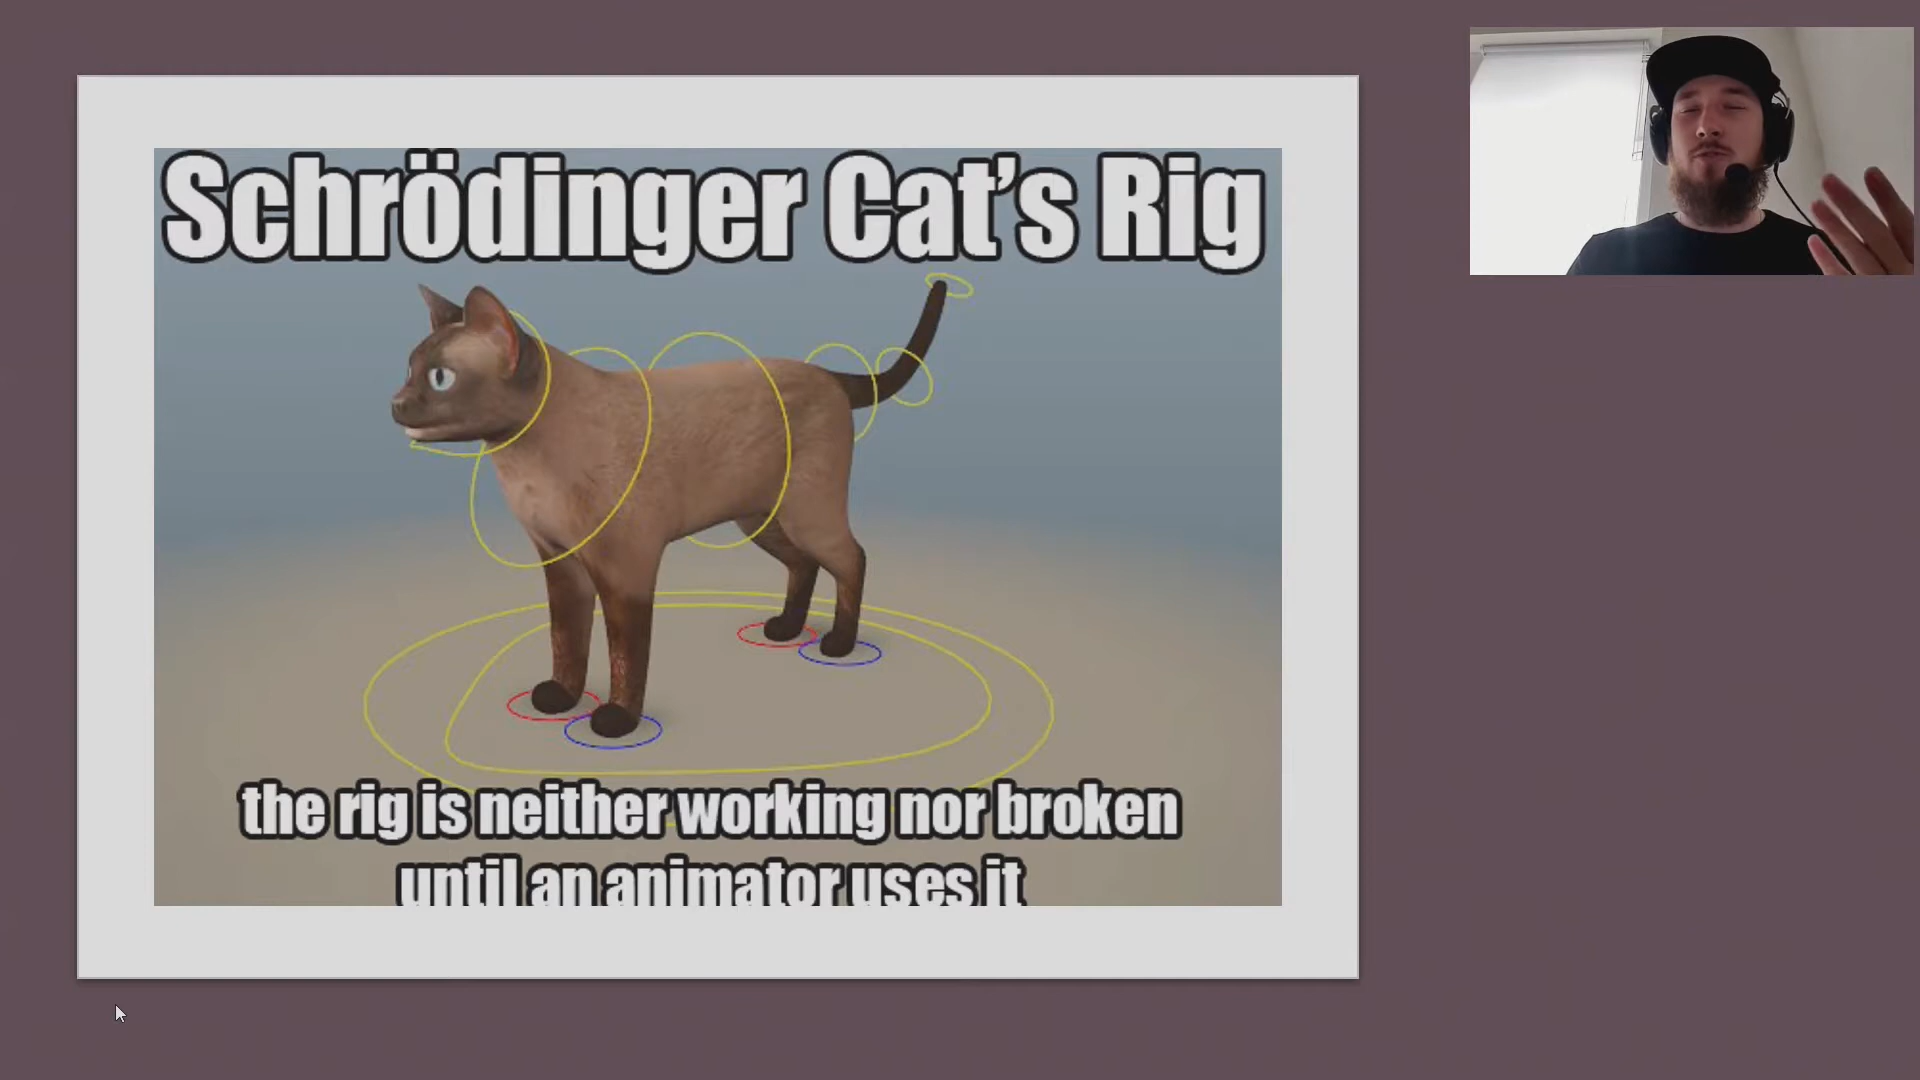 Schrödinger Cat's Rig
the rig is neither working nor broken
until an animator uses it